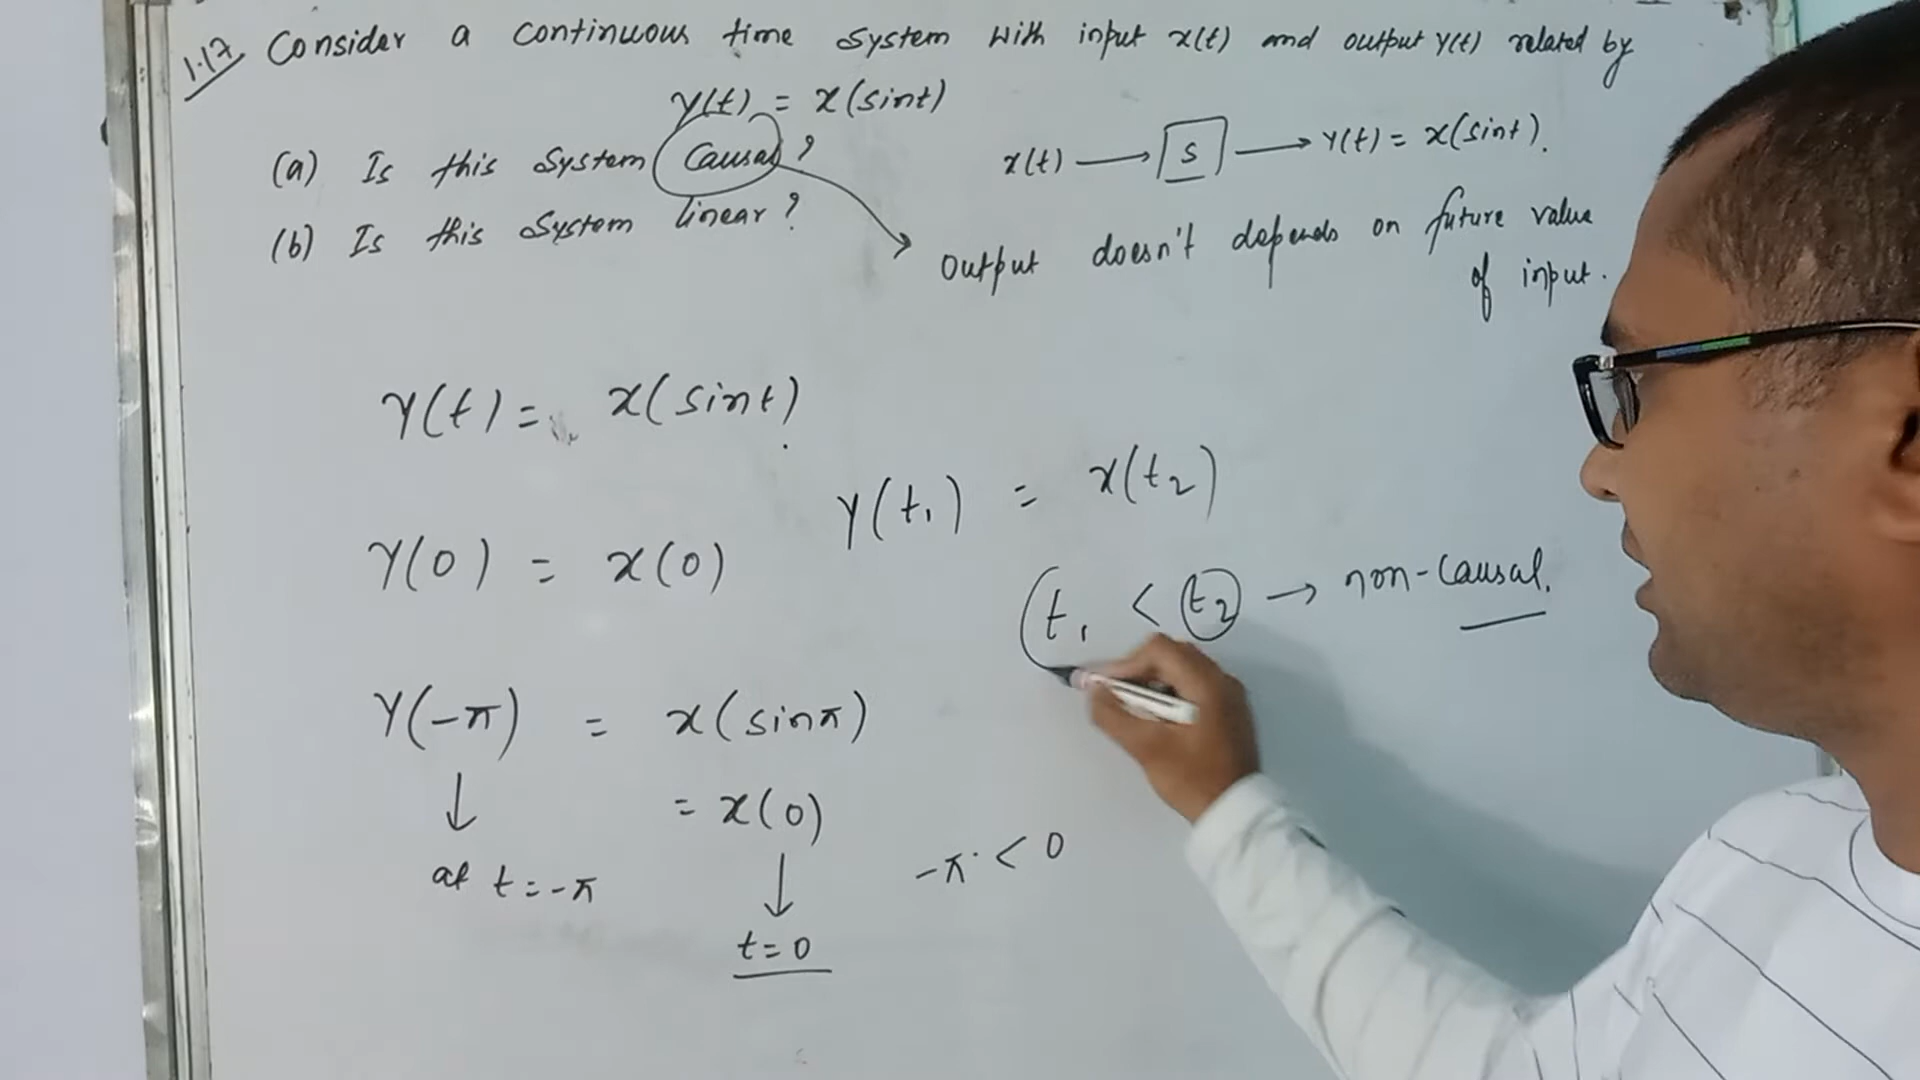 1.17 Consider a continuous time system with input x(t) and output y(t) related by
y(t) = x(sint)
(a) Is this system causal?
(b) Is this system linear?
x(t) → S → y(t) = x(sint).
output doesn't depends on future value
of input.
y(t) = x(sint)
y(t₁) = x(t₂)
y(0) = x(0)
t₁ < t₂ → non-causal.
y(-π) = x(sinπ)
↓ = x(0)
at t = -π ↓ -π < 0
t = 0